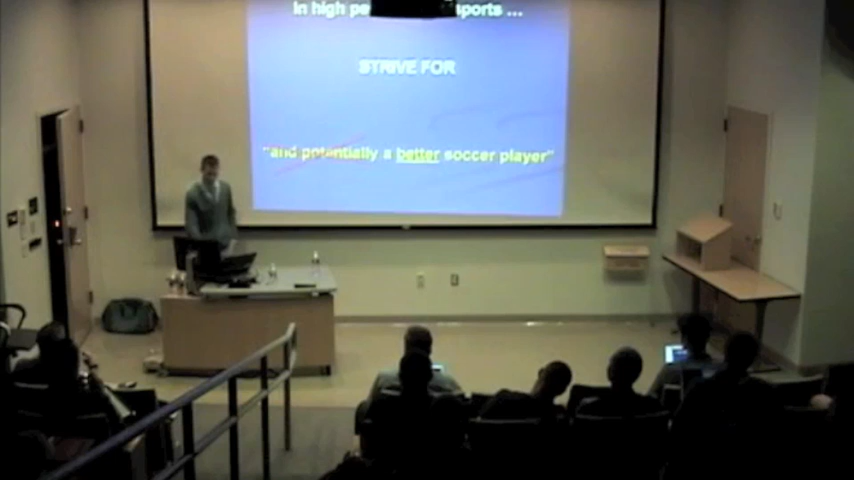 In high pe sports ...
STRIVE FOR
"and potentially a better soccer player"